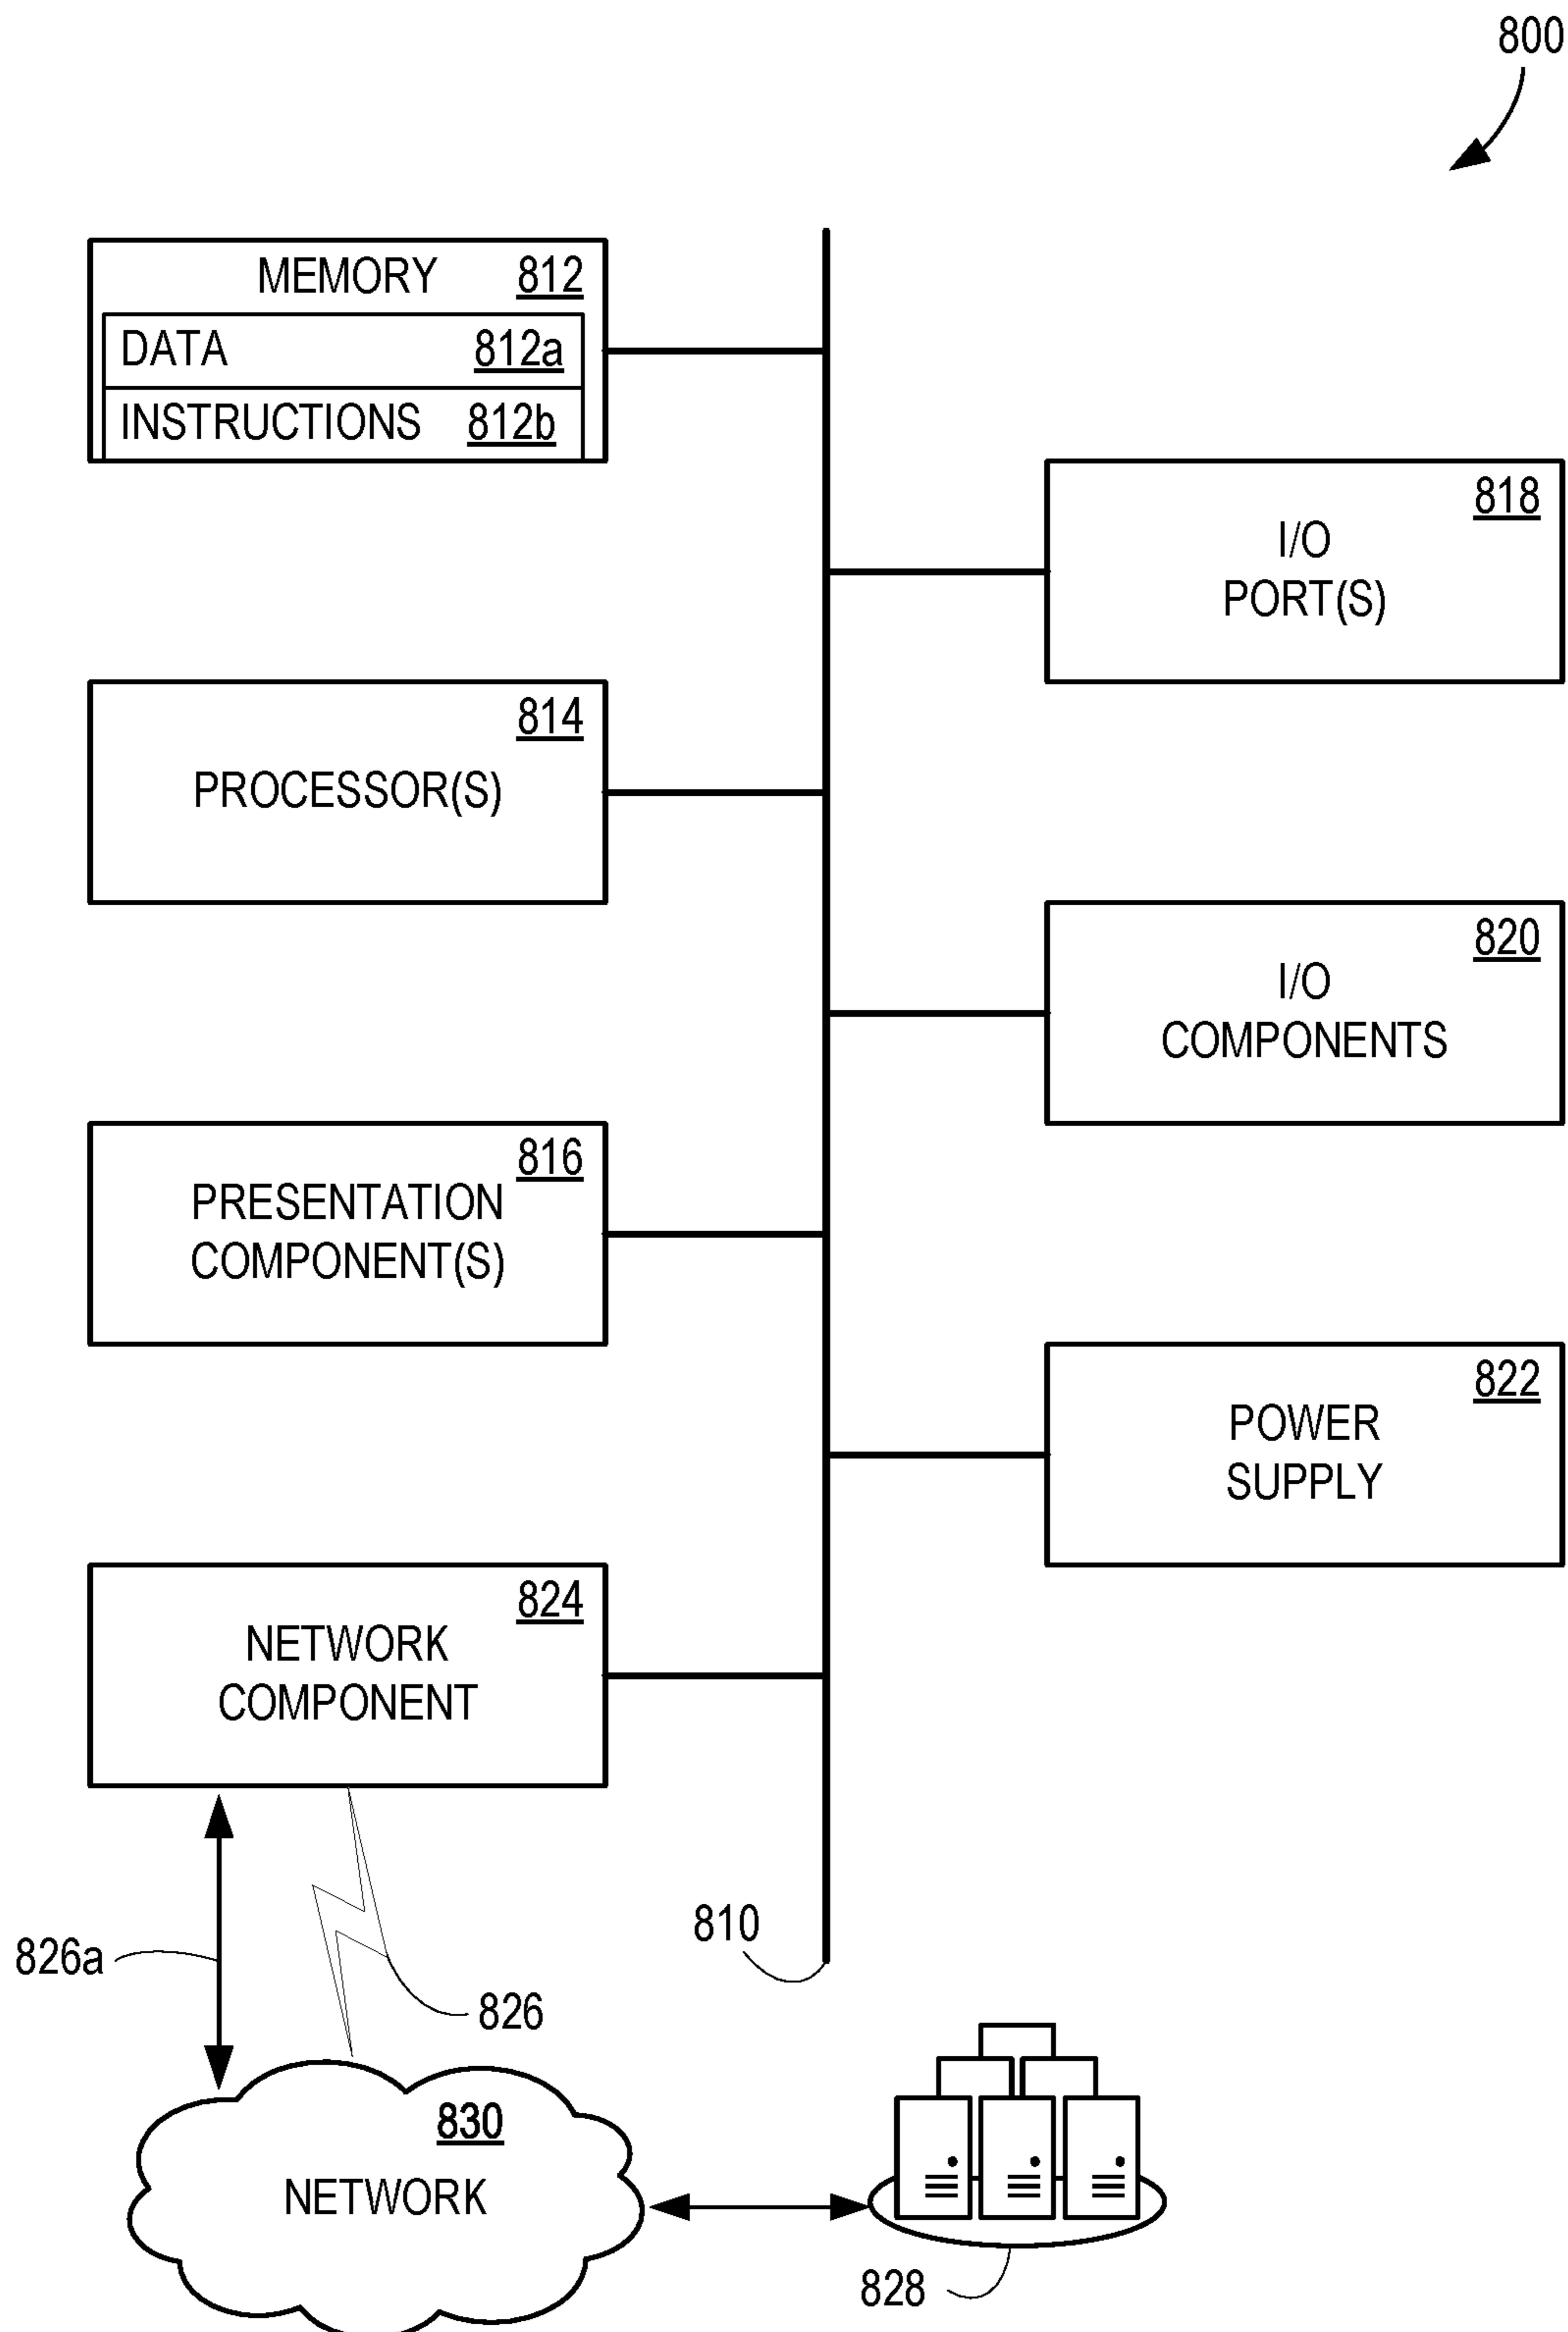 800
MEMORY 812
DATA 812a
INSTRUCTIONS 812b
818
I/O
PORT(S)
814
PROCESSOR(S)
820
I/O
COMPONENTS
816
PRESENTATION
COMPONENT(S)
822
POWER
SUPPLY
824
NETWORK
COMPONENT
810
826a
826
830
NETWORK
828